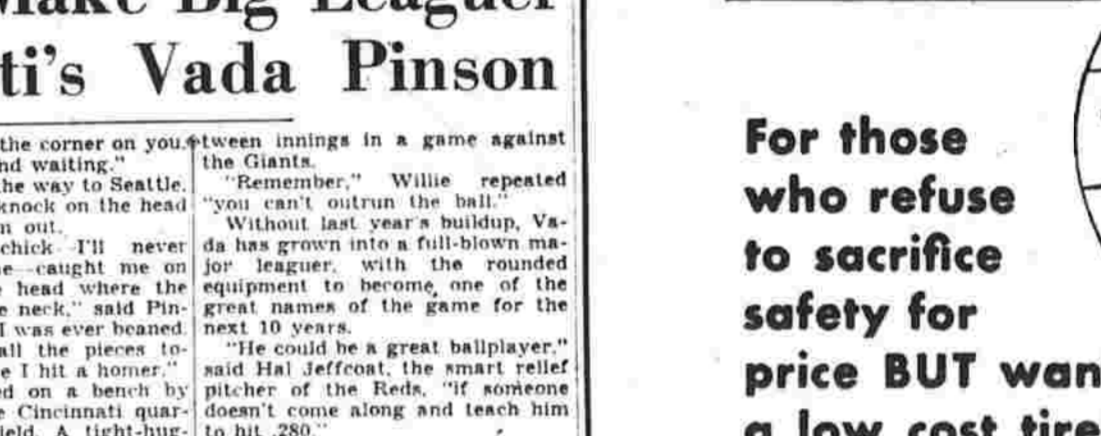 Make Big Leaguer
ti's Vada Pinson
the corner on you,
nd waiting."
he way to Seattle,
knock on the head
n out.
chick I'll never
e caught me on
head where the
e neck," said Pin-
I was ever beaned.
all the pieces to-
e I hit a homer."
ed on a bench by
e Cincinnati quar-
ield. A tight-hug-
tween innings in a game against
the Giants.
"Remember," Willie repeated
"you can't outrun the ball."
Without last year's buildup, Va-
da has grown into a full-blown ma-
jor leaguer, with the rounded
equipment to become one of the
great names of the game for the
next 10 years.
"He could be a great ballplayer,"
said Hal Jeffcoat, the smart relief
pitcher of the Reds, "if someone
doesn't come along and teach him
to hit .280."
For those
who refuse
to sacrifice
safety for
price BUT wan
a low cost tire